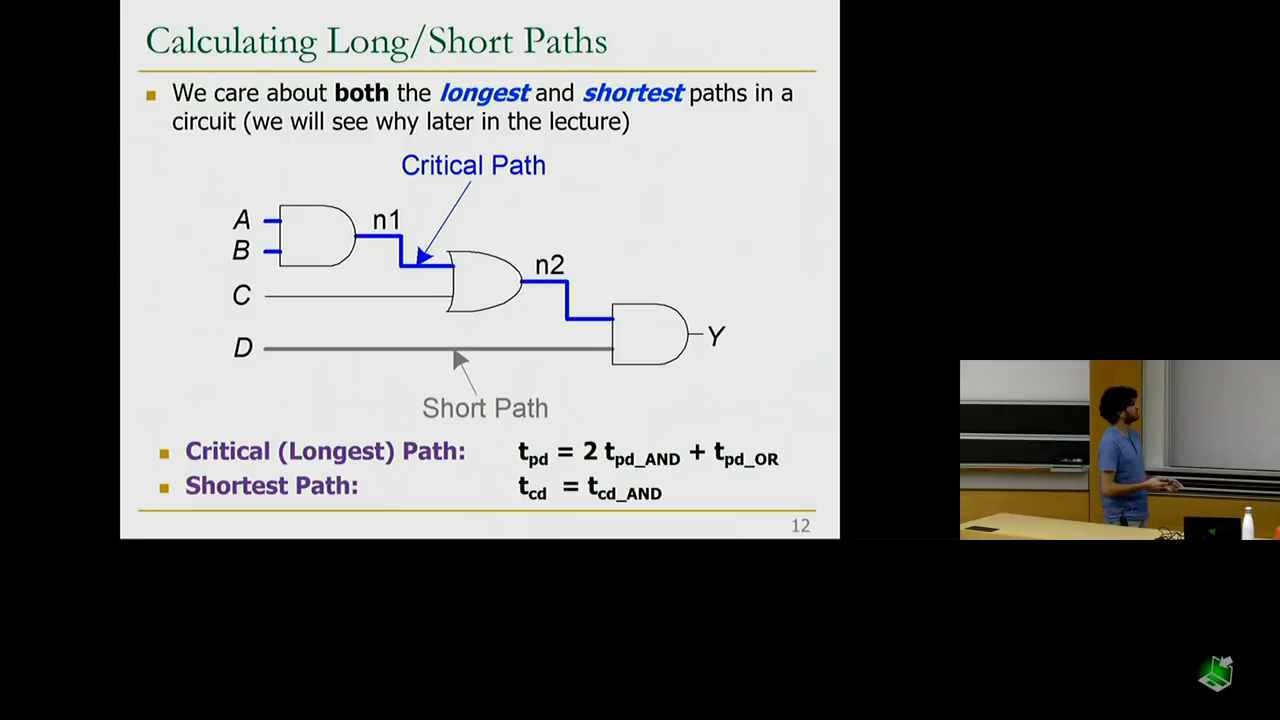 Calculating Long/Short Paths
We care about both the longest and shortest paths in a
circuit (we will see why later in the lecture)
Critical Path
A
n1
B
n2
C
Y
D
Short Path
Critical (Longest) Path: tpd = 2 tpd_AND + tpd_OR
Shortest Path: tcd = tcd_AND
12